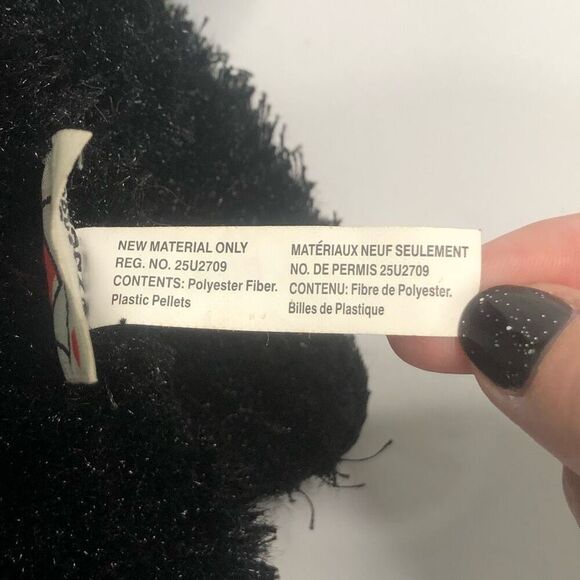 NEW MATERIAL ONLY
REG. NO. 25U2709
CONTENTS: Polyester Fiber.
Plastic Pellets
MATÉRIAUX NEUF SEULEMENT
NO. DE PERMIS 25U2709
CONTENU: Fibre de Polyester.
Billes de Plastique